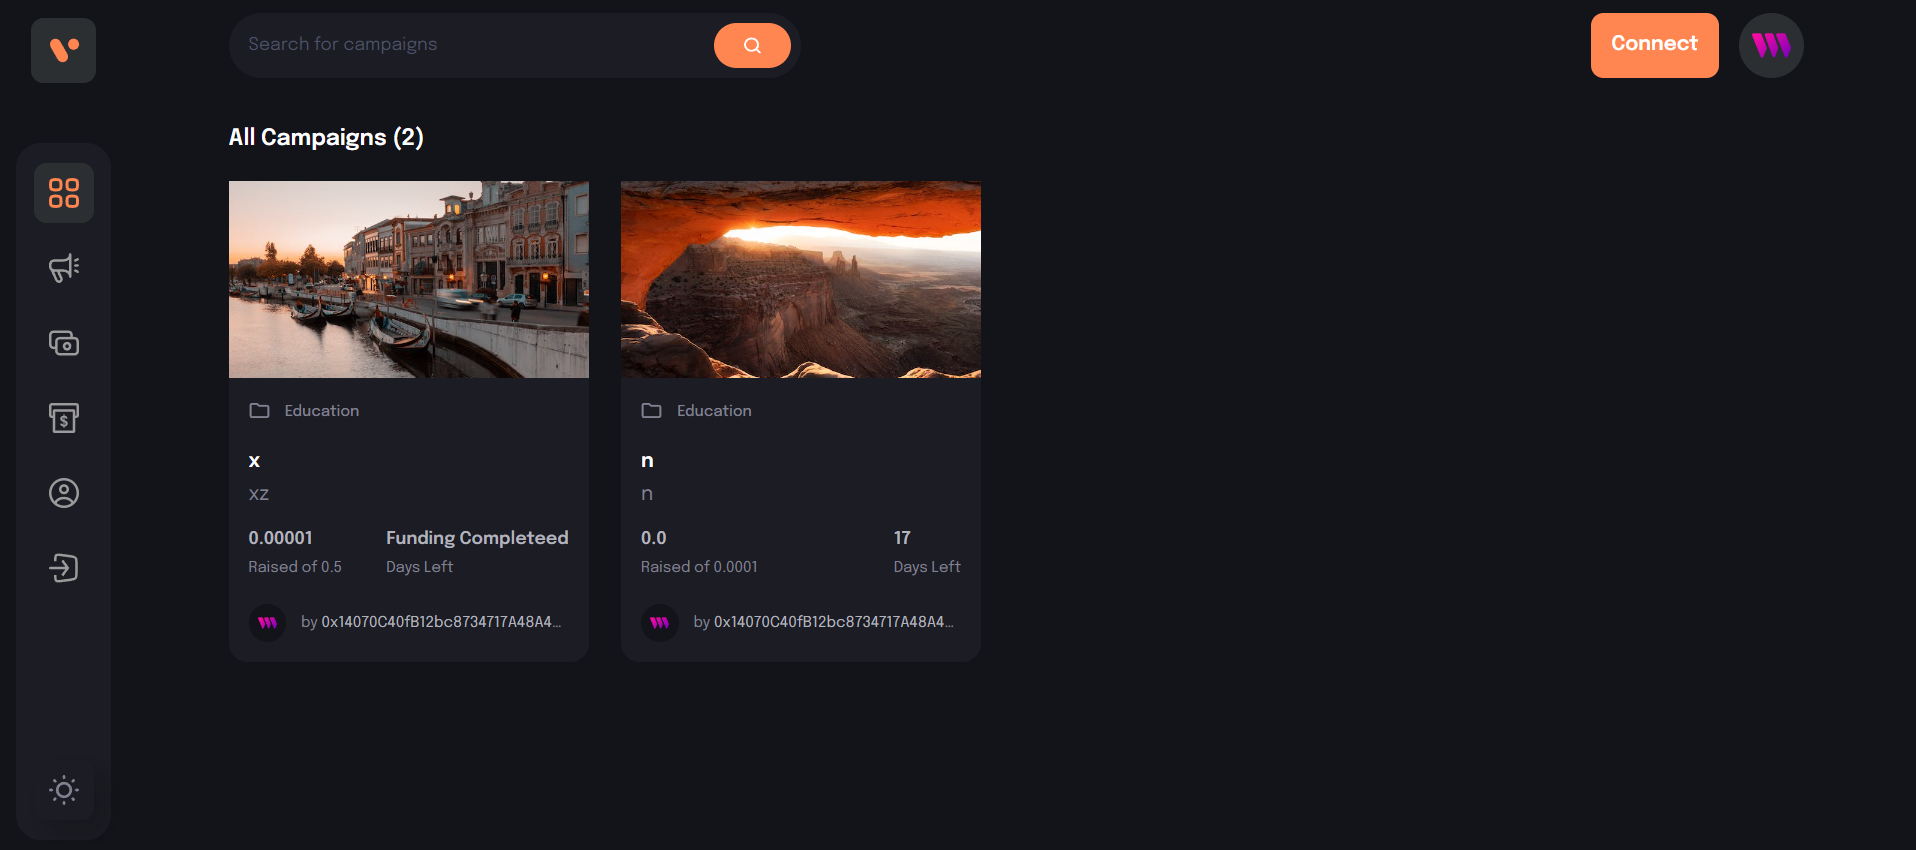 Search for campaigns
Connect
All Campaigns (2)
Education
x
xz
0.00001
Raised of 0.5
Funding Completeed
Days Left
by 0x14070C40fB12bc8734717A48A4...
Education
n
n
0.0
Raised of 0.0001
17
Days Left
by 0x14070C40fB12bc8734717A48A4...